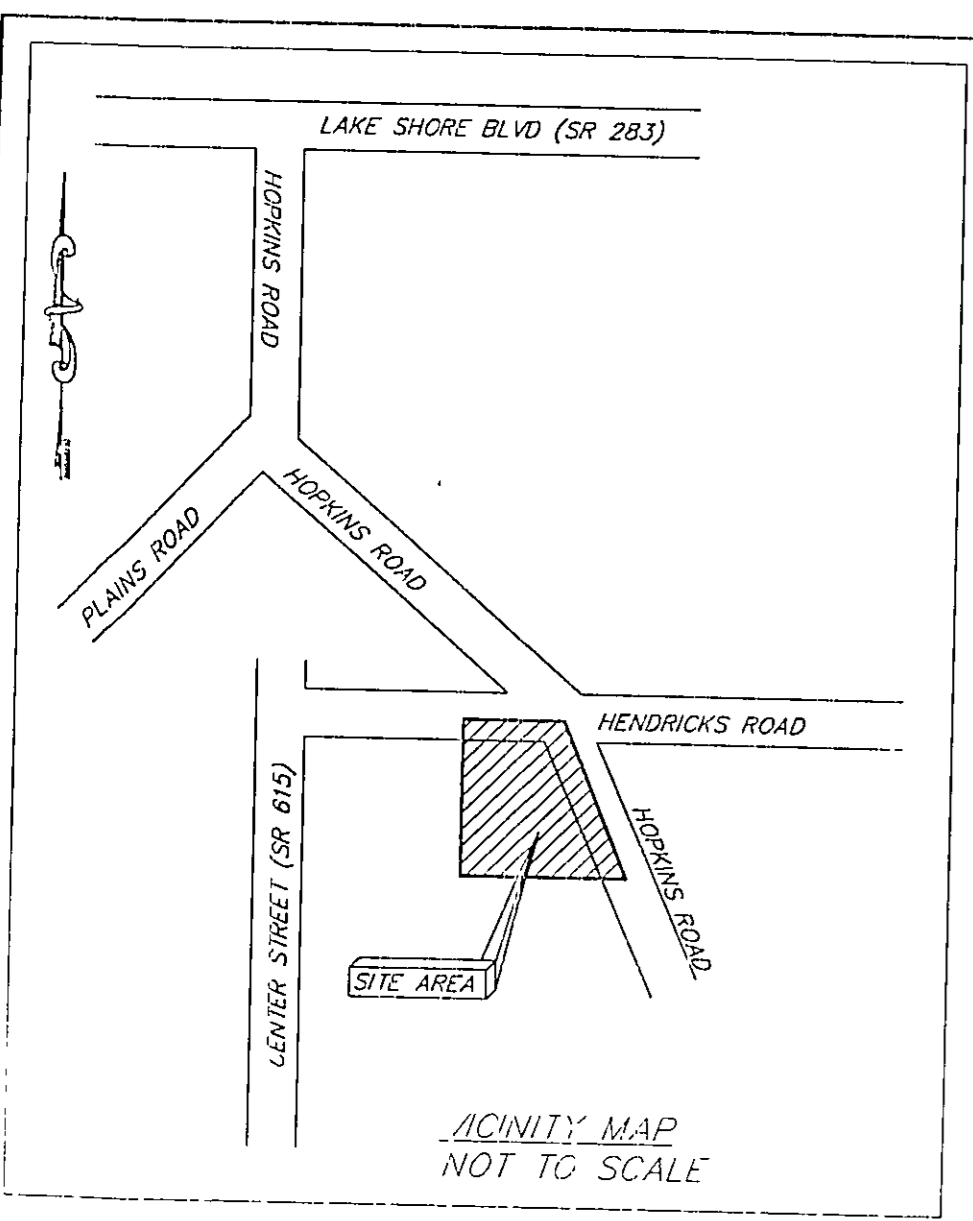 LAKE SHORE BLVD (SR 283)
HOPKINS ROAD
HOPKINS ROAD
PLAINS ROAD
HENDRICKS ROAD
CENTER STREET (SR 615)
HOPKINS ROAD
SITE AREA
VICINITY MAP
NOT TO SCALE